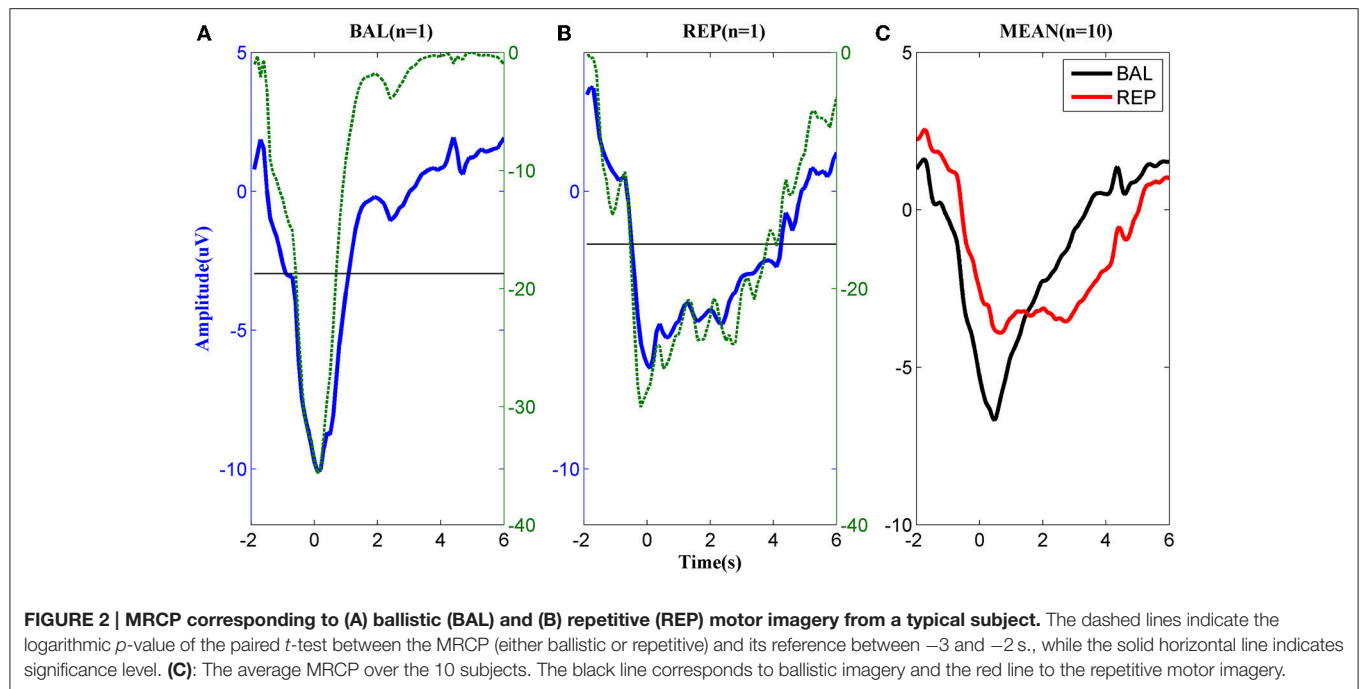 A BAL(n=1) B REP(n=1) C MEAN(n=10)
5 0 0 5
BAL
REP
0 0
-5 -20 -20 -5
-30
-10 -10
-40 -40 -10
Amplitude(uV)
-2 0 2 4 6 -2 0 2 4 6 -2 0 2 4 6
Time(s)
FIGURE 2 | MRCP corresponding to (A) ballistic (BAL) and (B) repetitive (REP) motor imagery from a typical subject. The dashed lines indicate the
logarithmic p-value of the paired t-test between the MRCP (either ballistic or repetitive) and its reference between −3 and −2 s., while the solid horizontal line indicates
significance level. (C): The average MRCP over the 10 subjects. The black line corresponds to ballistic imagery and the red line to the repetitive motor imagery.